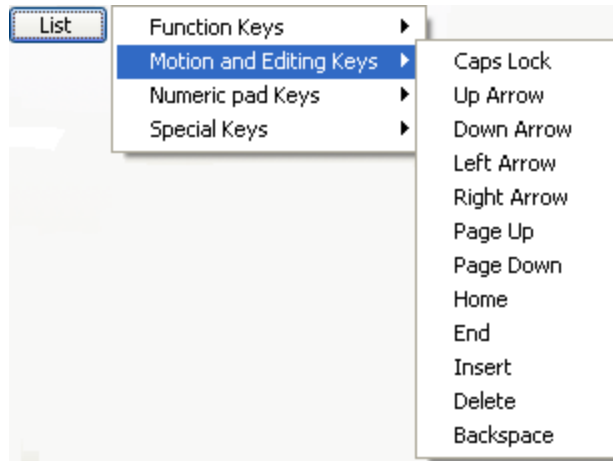 List
Function Keys
Motion and Editing Keys
Numeric pad Keys
Special Keys
Caps Lock
Up Arrow
Down Arrow
Left Arrow
Right Arrow
Page Up
Page Down
Home
End
Insert
Delete
Backspace